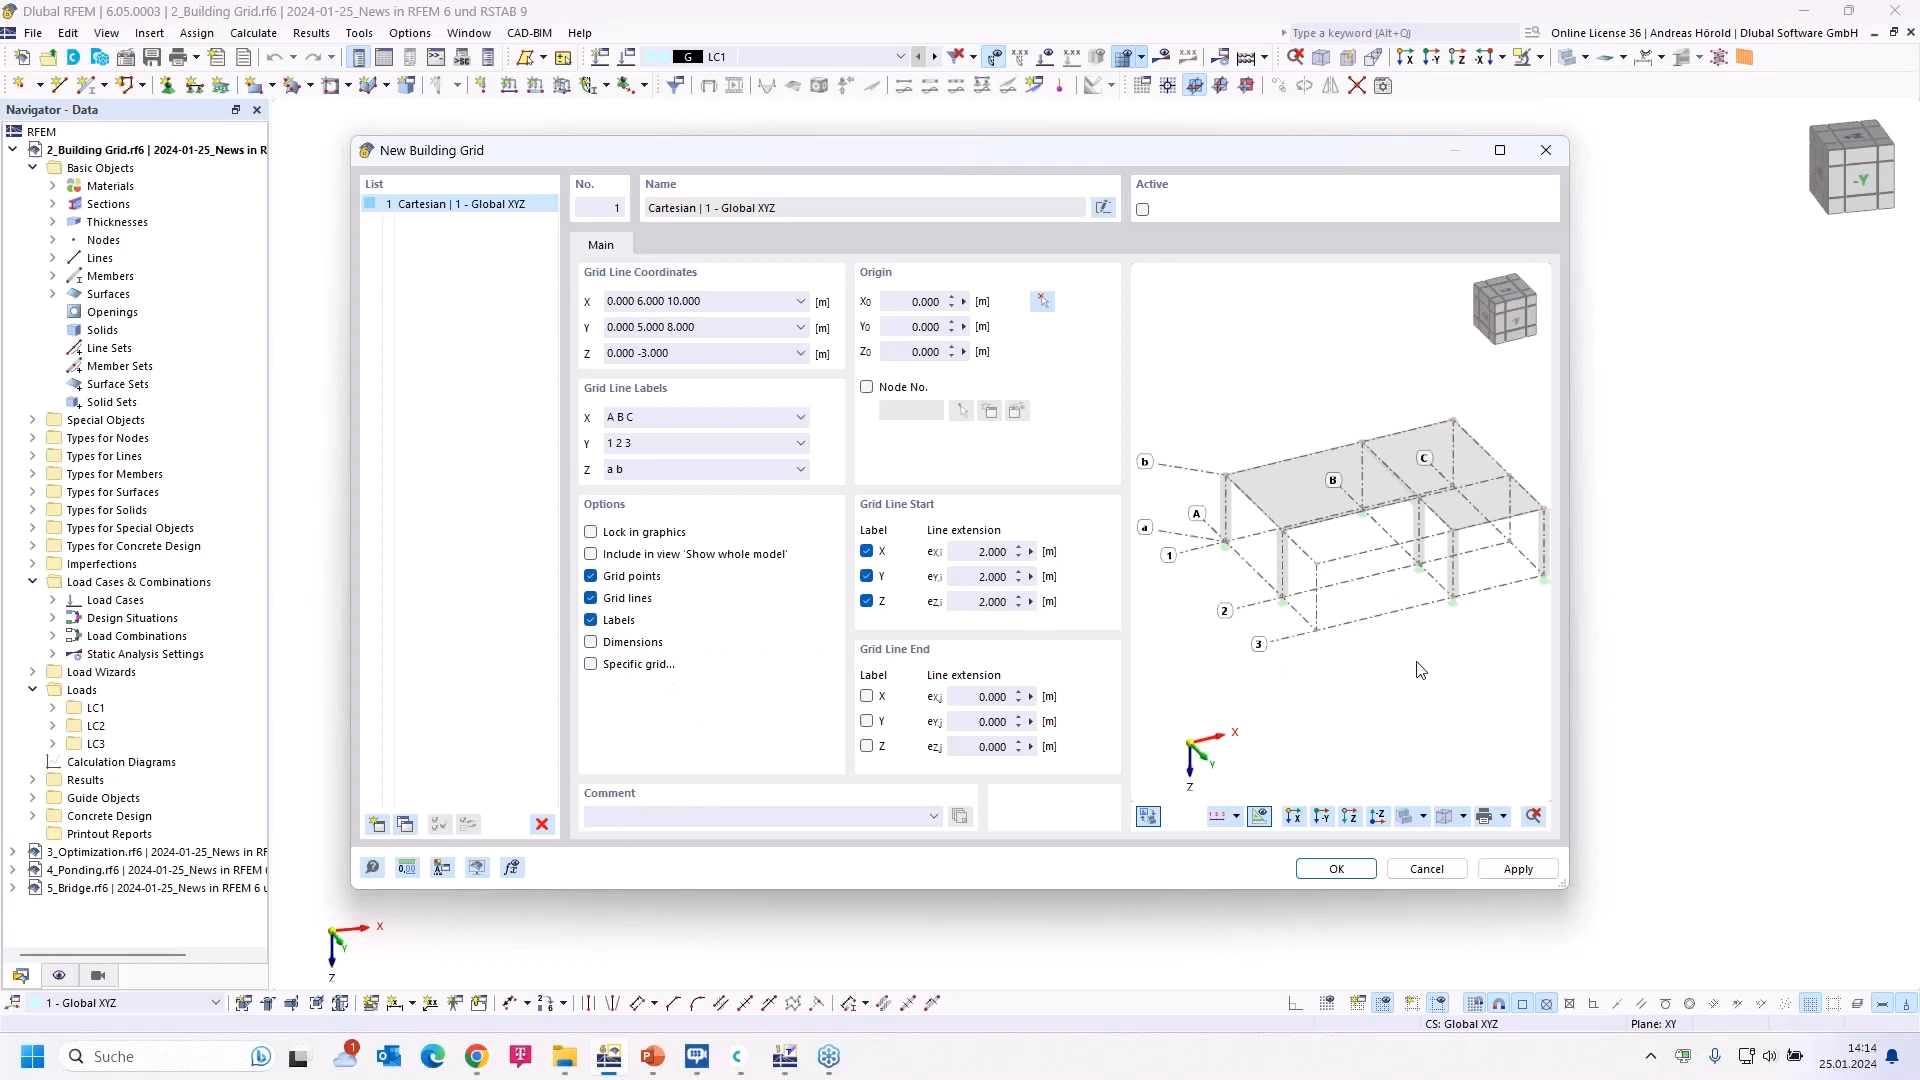 Dlubal RFEM | 6.05.0003 | 2_Building Grid.rf6 | 2024-01-25_News in RFEM 6 und RSTAB 9
File Edit View Insert Assign Calculate Results Tools Options Window CAD-BIM Help
Type a keyword (Alt+Q)
Online License 36 | Andreas Hörold | Dlubal Software GmbH
G LC1
Navigator - Data
RFEM
2_Building Grid.rf6 | 2024-01-25_News in R
Basic Objects
Materials
Sections
Thicknesses
Nodes
Lines
Members
Surfaces
Openings
Solids
Line Sets
Member Sets
Surface Sets
Solid Sets
Special Objects
Types for Nodes
Types for Lines
Types for Members
Types for Surfaces
Types for Solids
Types for Special Objects
Types for Concrete Design
Imperfections
Load Cases & Combinations
Load Cases
Design Situations
Load Combinations
Static Analysis Settings
Load Wizards
Loads
LC1
LC2
LC3
Calculation Diagrams
Results
Guide Objects
Concrete Design
Printout Reports
3_Optimization.rf6 | 2024-01-25_News in RF
4_Ponding.rf6 | 2024-01-25_News in RFEM
5_Bridge.rf6 | 2024-01-25_News in RFEM 6 u
New Building Grid
List
1 Cartesian | 1 - Global XYZ
No.
1
Name
Cartesian | 1 - Global XYZ
Active
Main
Grid Line Coordinates
X 0.000 6.000 10.000 [m]
Y 0.000 5.000 8.000 [m]
Z 0.000 -3.000 [m]
Grid Line Labels
X A B C
Y 1 2 3
Z a b
Options
Lock in graphics
Include in view 'Show whole model'
Grid points
Grid lines
Labels
Dimensions
Specific grid...
Origin
X0 0.000 [m]
Y0 0.000 [m]
Z0 0.000 [m]
Node No.
Grid Line Start
Label Line extension
X eX,i 2.000 [m]
Y eY,i 2.000 [m]
Z eZ,i 2.000 [m]
Grid Line End
Label Line extension
X eX,j 0.000 [m]
Y eY,j 0.000 [m]
Z eZ,j 0.000 [m]
Comment
b
C
B
A
a
1
2
3
X
Y
Z
OK Cancel Apply
X
Y
Z
-Y
1 - Global XYZ
CS: Global XYZ
Plane: XY
Suche
14:14
25.01.2024